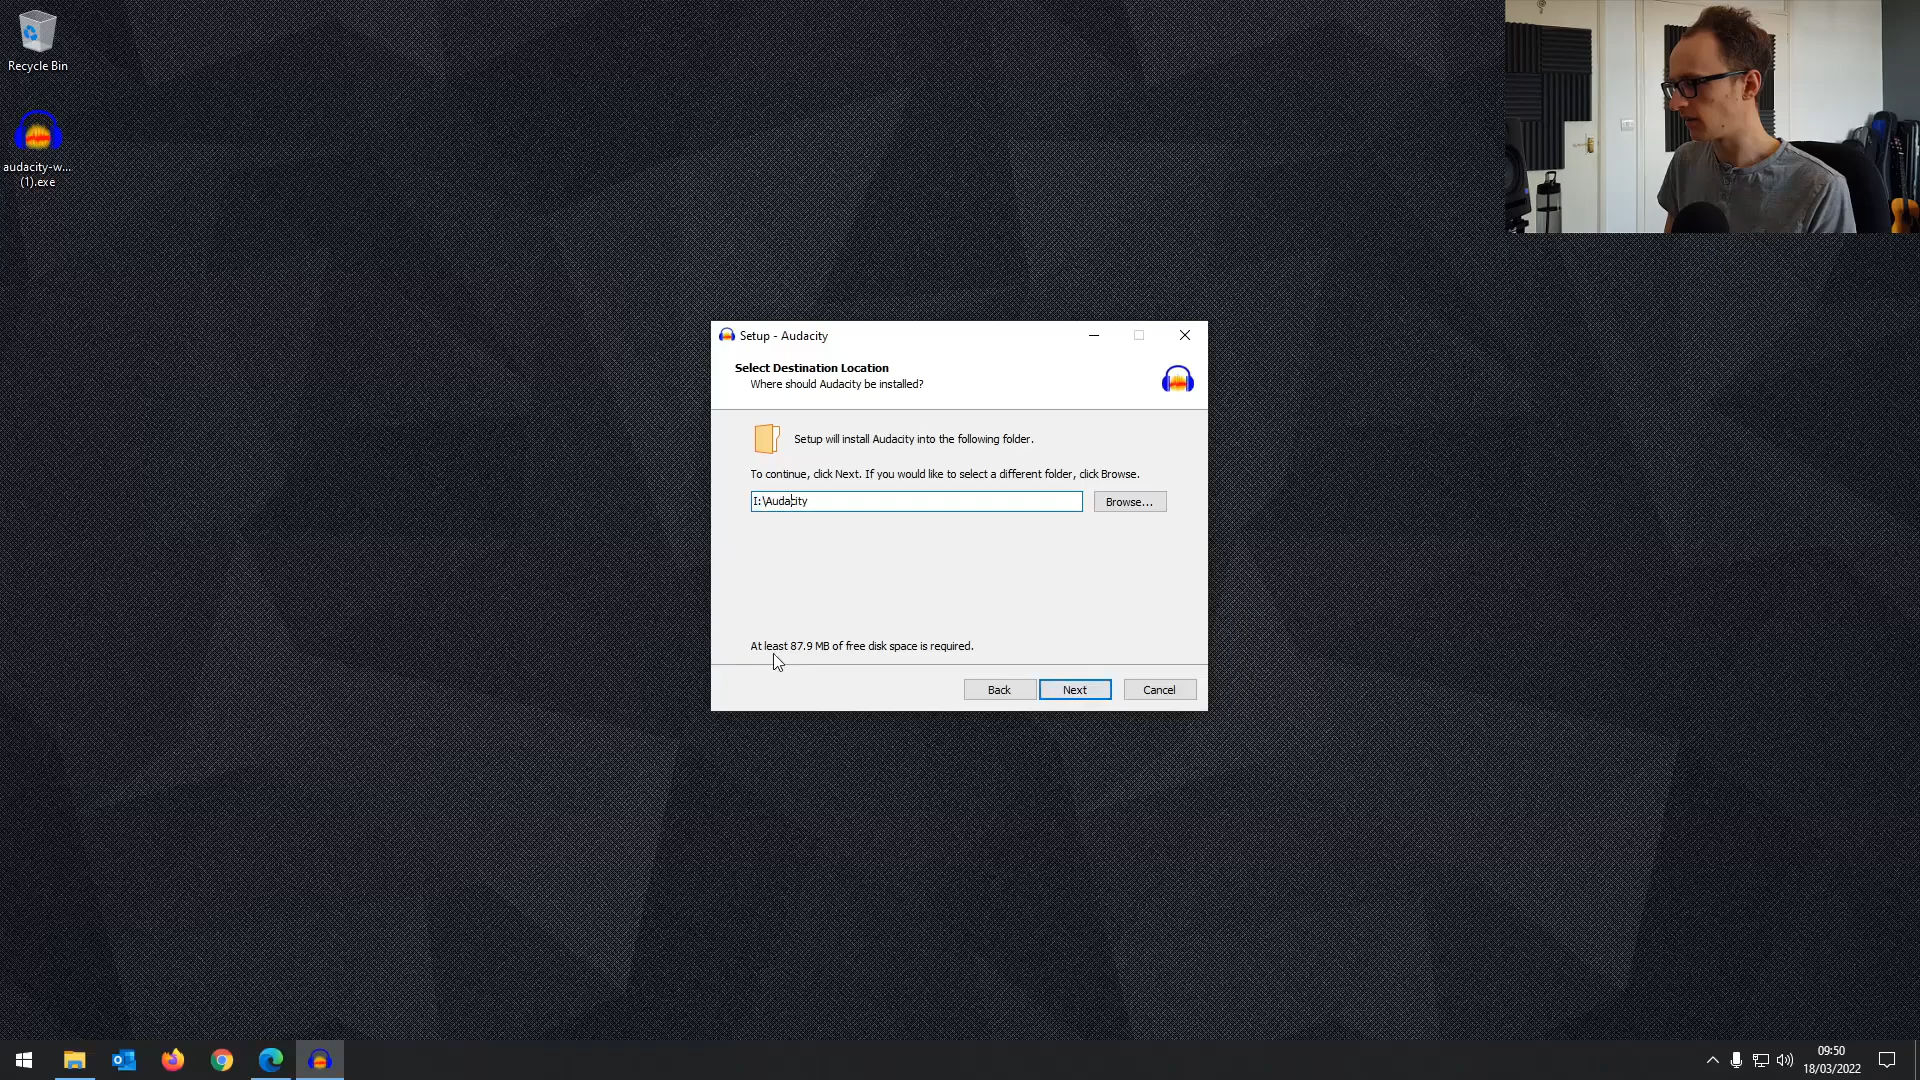 Recycle Bin
audacity-w...
(1).exe
Setup - Audacity
Select Destination Location
Where should Audacity be installed?
Setup will install Audacity into the following folder.
To continue, click Next. If you would like to select a different folder, click Browse.
I:\Audacity
Browse...
At least 87.9 MB of free disk space is required.
Back
Next
Cancel
09:50
18/03/2022